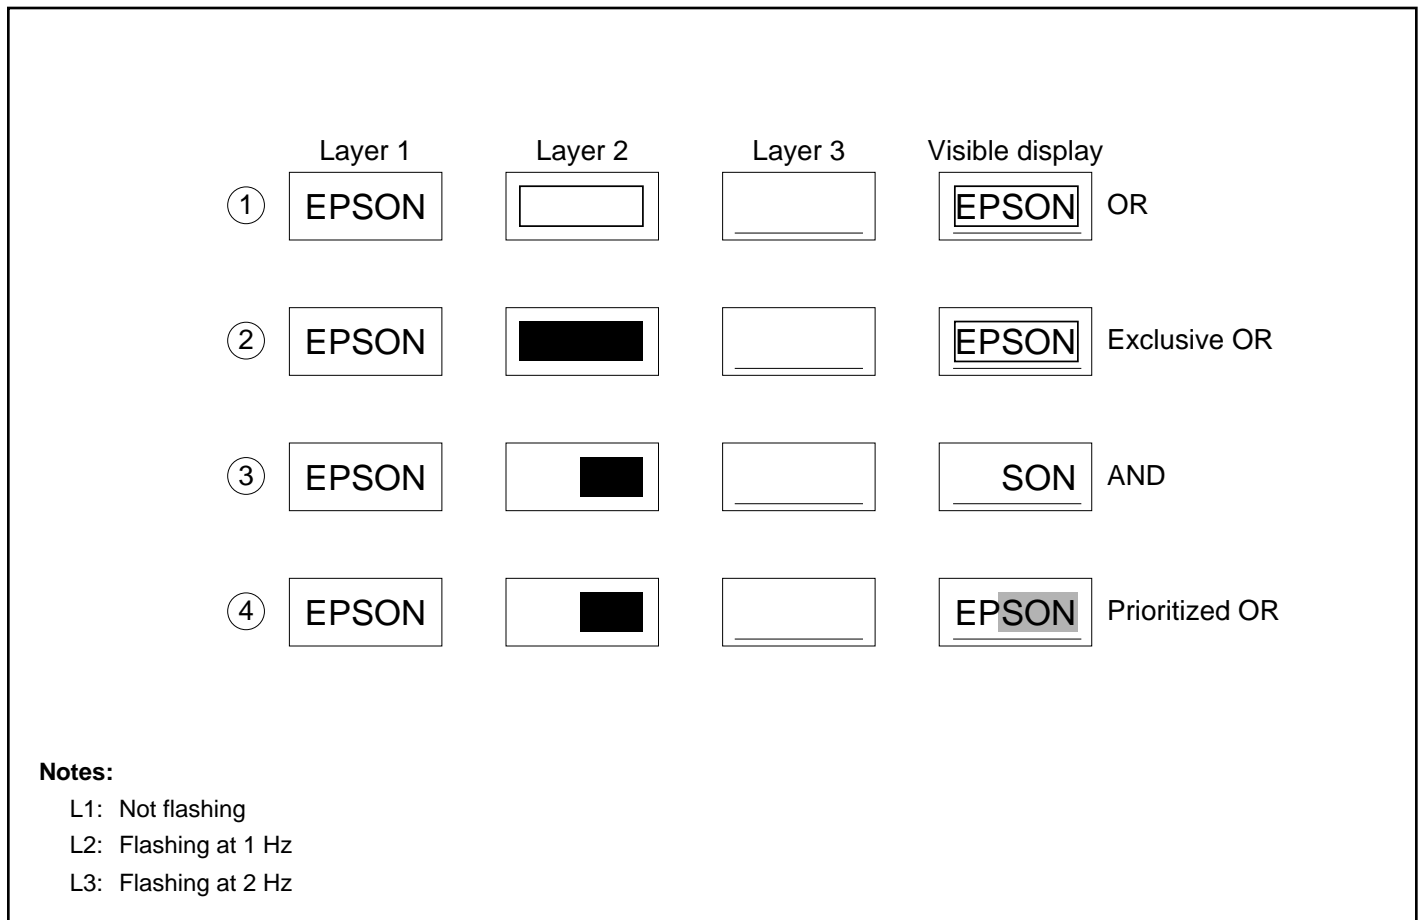 Layer 1 Layer 2 Layer 3 Visible display
1 EPSON EPSON OR
2 EPSON EPSON Exclusive OR
3 EPSON SON AND
4 EPSON EPSON Prioritized OR
Notes:
L1: Not flashing
L2: Flashing at 1 Hz
L3: Flashing at 2 Hz